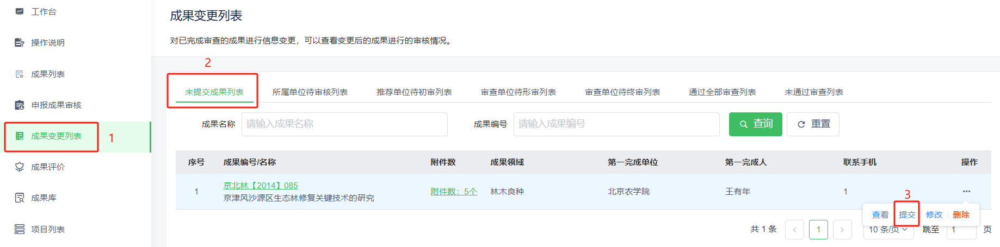 工作台
操作说明
成果列表
申报成果审核
成果变更列表
1
成果评价
成果库
项目列表
成果变更列表
对已完成审查的成果进行信息变更，可以查看变更后的成果进行的审核情况。
2
未提交成果列表 所属单位待审核列表 推荐单位待初审列表 审查单位待形审列表 审查单位待终审列表 通过全部审查列表 未通过审查列表
成果名称 请输入成果名称 成果编号 请输入成果编号 查询 重置
序号 成果编号/名称 附件数 成果领域 第一完成单位 第一完成人 联系手机 操作
1 京北林【2014】085 附件数：5个 林木良种 北京农学院 王有年 1 •••
京津风沙源区生态林修复关键技术的研究
3
查看 提交 修改 删除
共 1 条 < 1 > 10 条/页 跳至 1 页